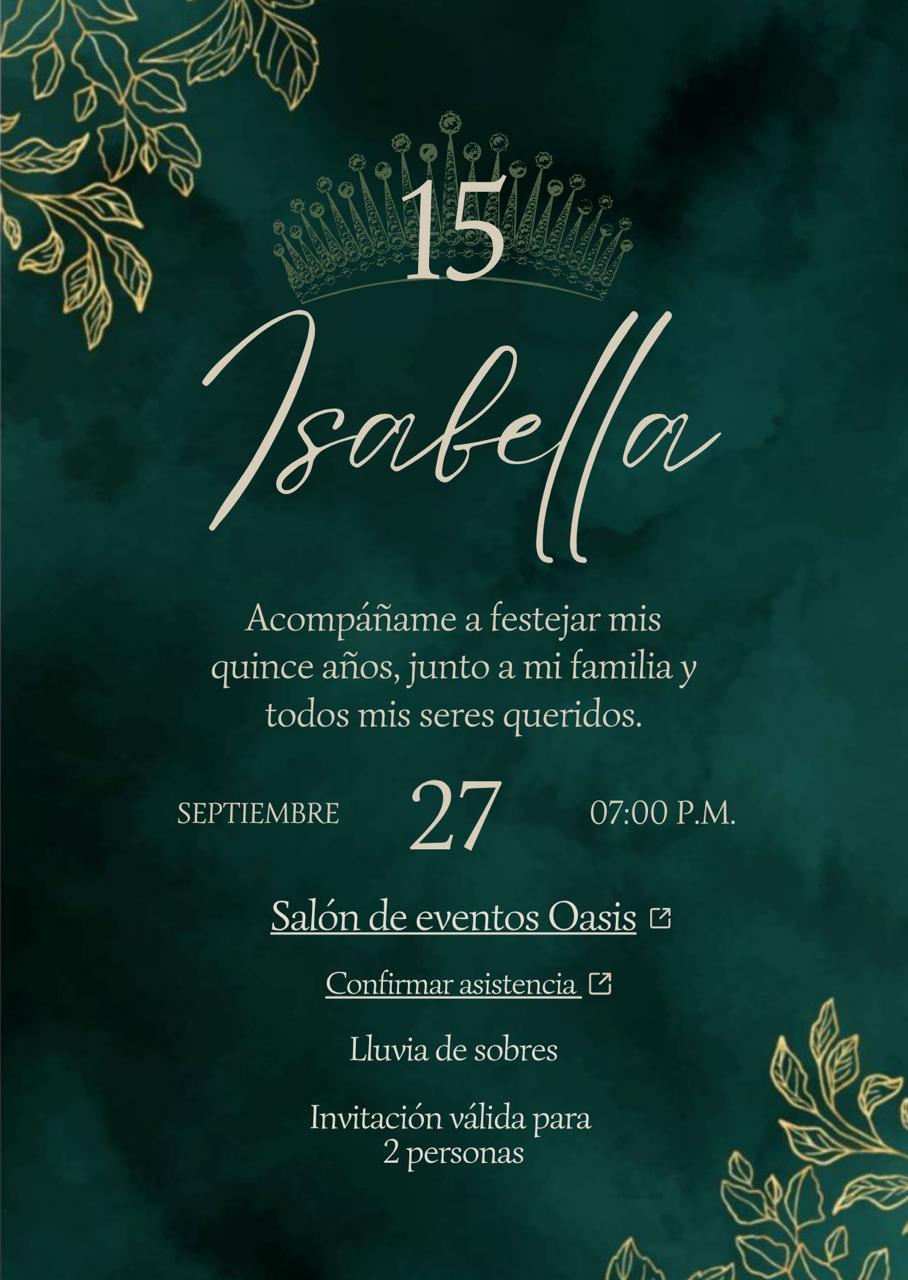 15
Isabella
Acompáñame a festejar mis
quince años, junto a mi familia y
todos mis seres queridos.
SEPTIEMBRE 27 07:00 P.M.
Salón de eventos Oasis
Confirmar asistencia
Lluvia de sobres
Invitación válida para
2 personas